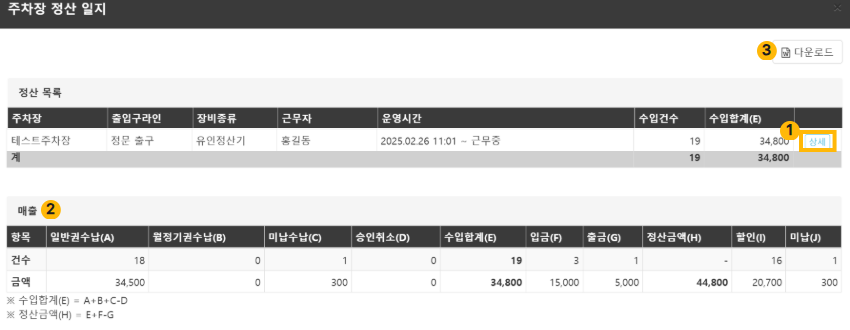 주차장 정산 일지
3 다운로드
정산 목록
주차장 출입구라인 장비종류 근무자 운영시간 수입건수 수입합계(E)
1
테스트주차장 정문 출구 유인정산기 홍길동 2025.02.26 11:01 ~ 근무중 19 34,800 상세
계 19 34,800
매출 2
항목 일반권수납(A) 월정기권수납(B) 미납수납(C) 승인취소(D) 수입합계(E) 입금(F) 출금(G) 정산금액(H) 할인(I) 미납(J)
건수 18 0 1 0 19 3 1 - 16 1
금액 34,500 0 300 0 34,800 15,000 5,000 44,800 20,700 300
※ 수입합계(E) = A+B+C-D
※ 정산금액(H) = E+F-G